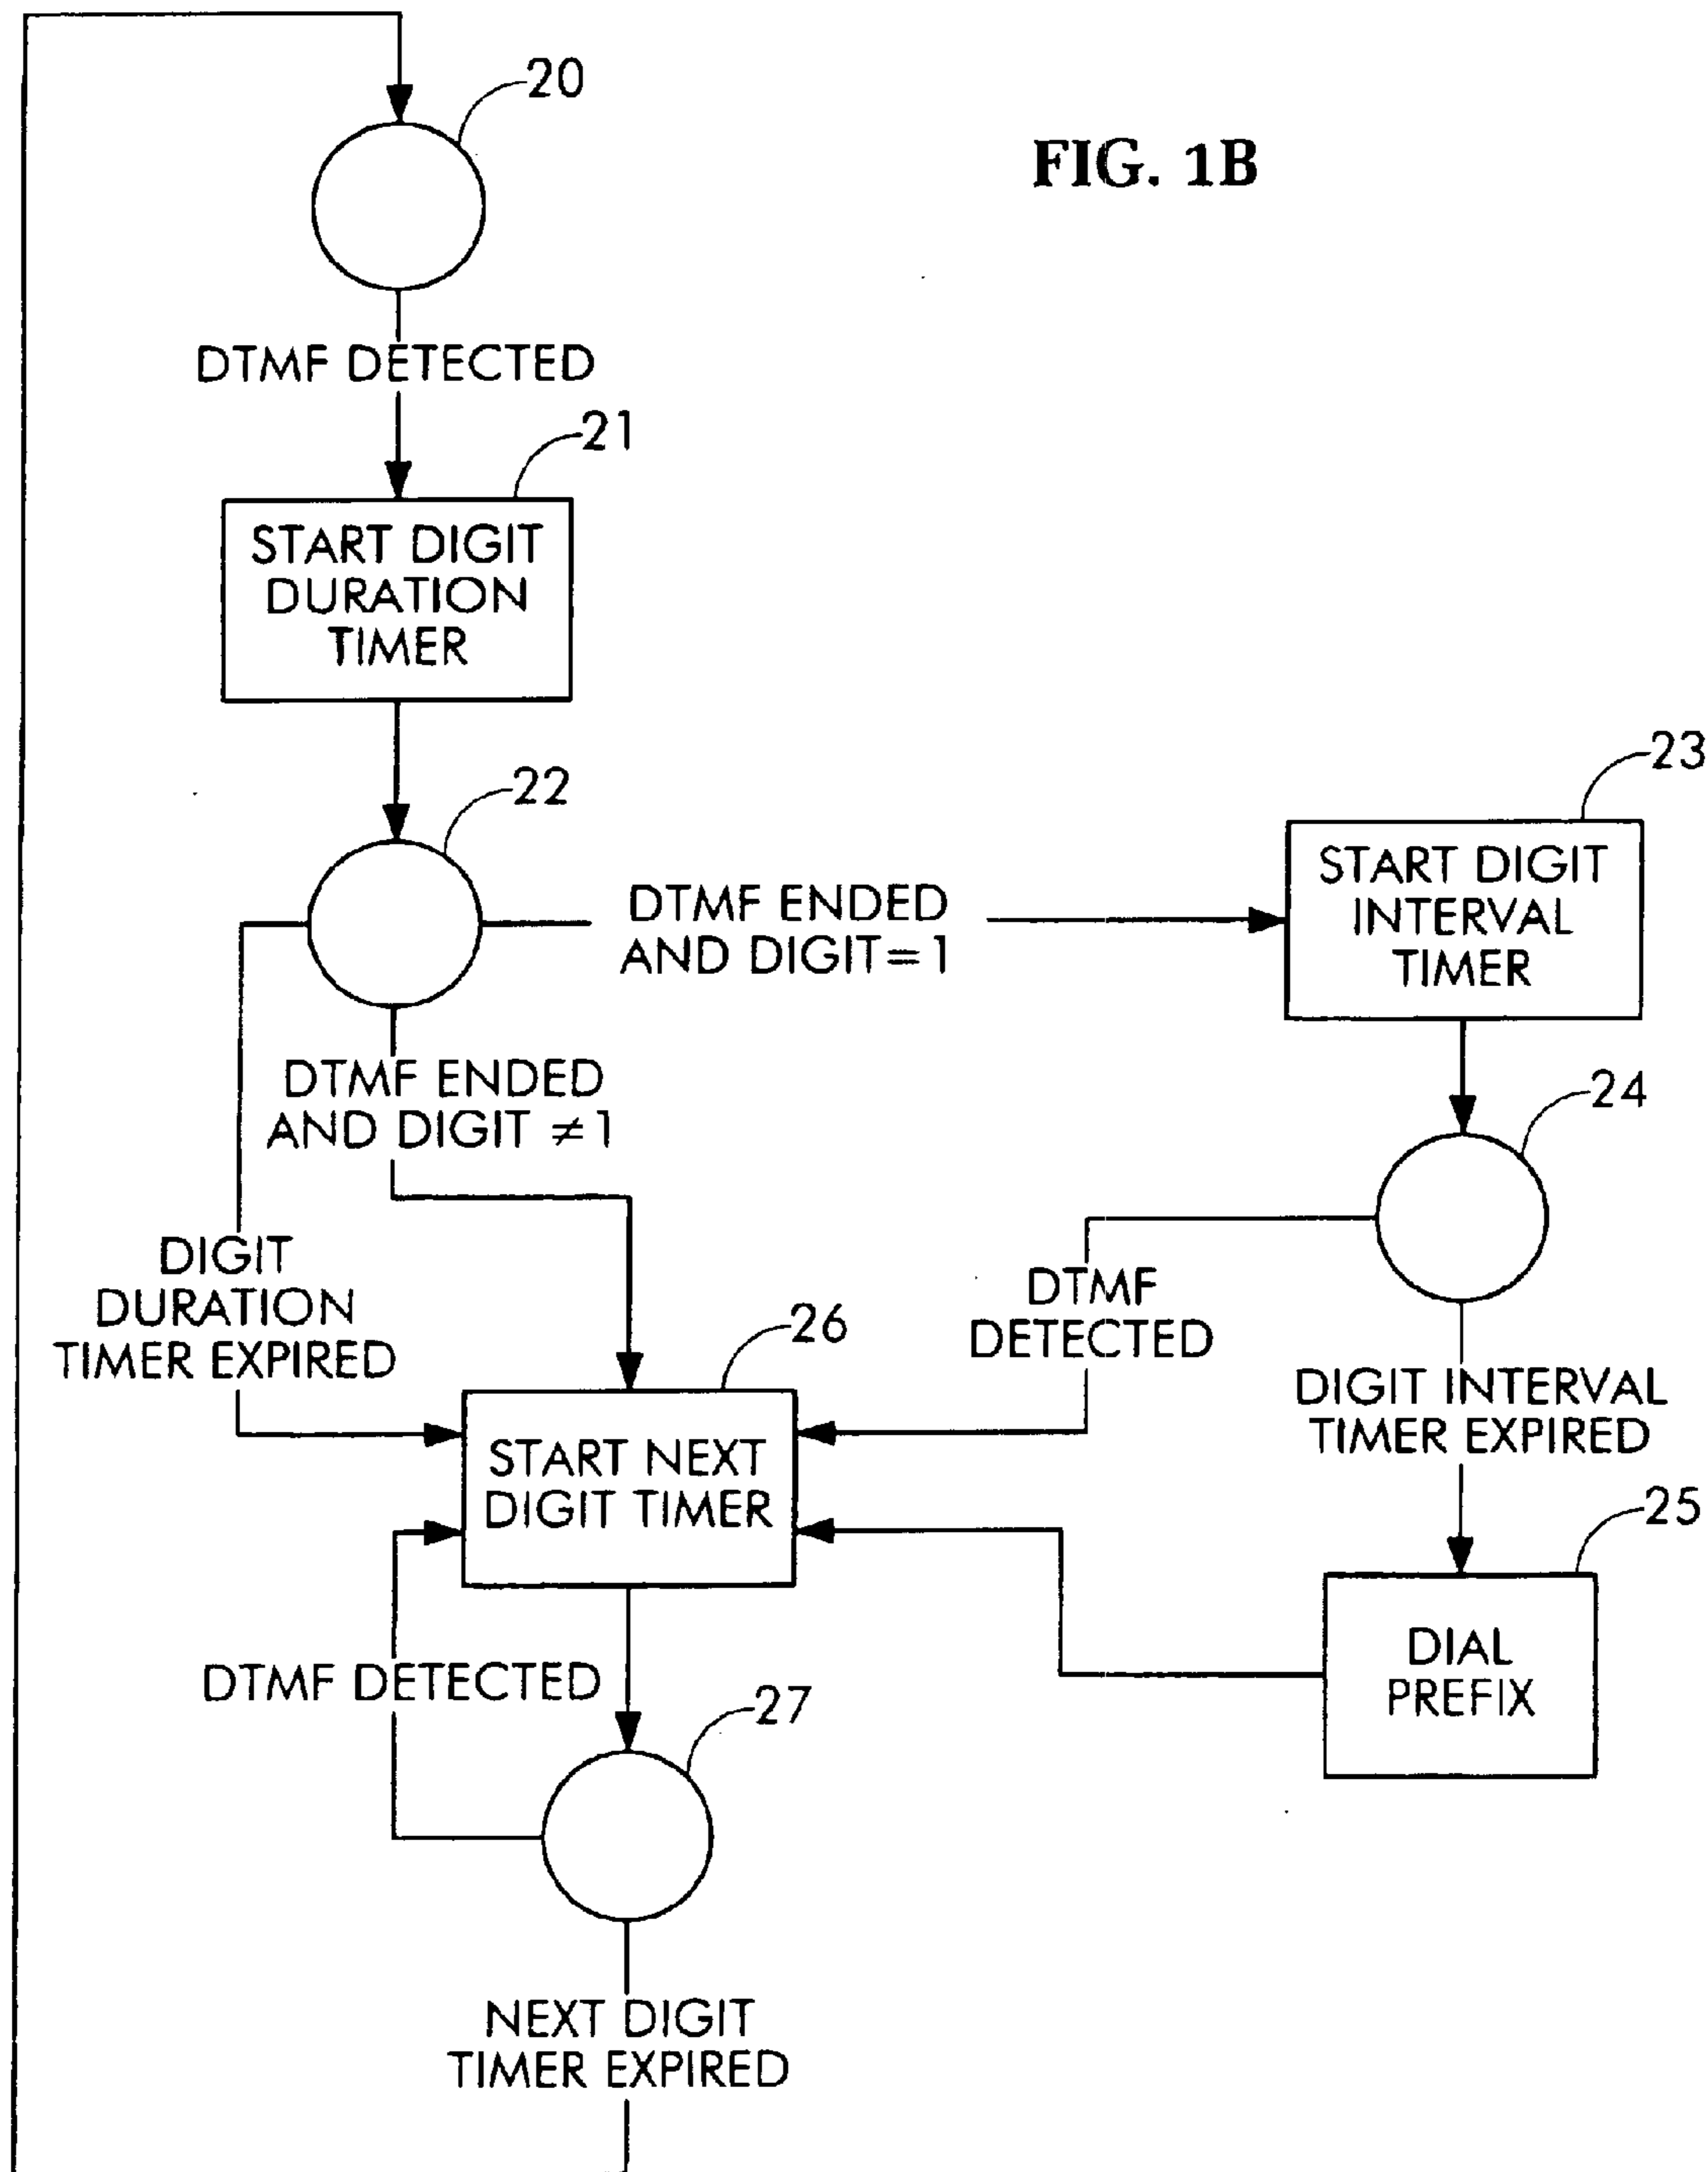 20
FIG. 1B
DTMF DETECTED
21
START DIGIT
DURATION
TIMER
22
23
DTMF ENDED
AND DIGIT=1
START DIGIT
INTERVAL
TIMER
DTMF ENDED
AND DIGIT ≠1
24
DIGIT
DURATION
TIMER EXPIRED
DTMF
DETECTED
26
DIGIT INTERVAL
TIMER EXPIRED
START NEXT
DIGIT TIMER
25
DTMF DETECTED
DIAL
PREFIX
27
NEXT DIGIT
TIMER EXPIRED